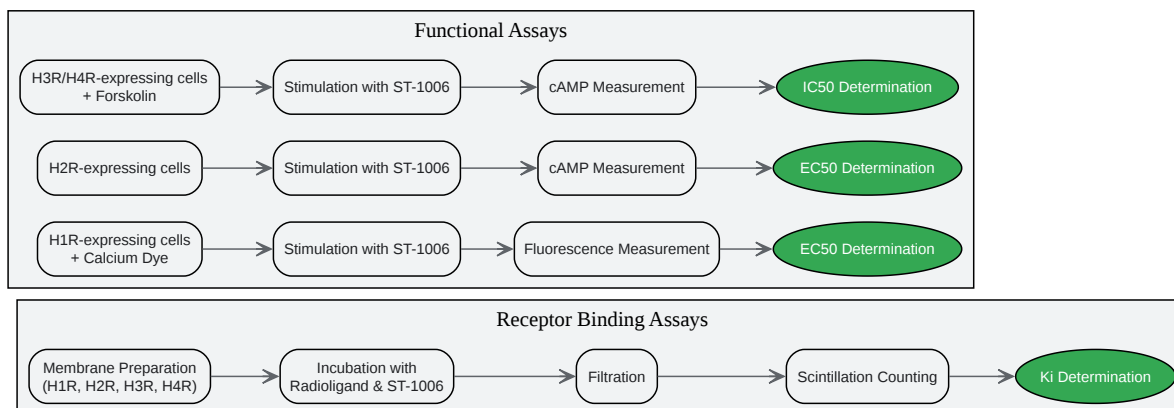 Functional Assays
H3R/H4R-expressing cells
+ Forskolin
Stimulation with ST-1006
cAMP Measurement
IC50 Determination
H2R-expressing cells
Stimulation with ST-1006
cAMP Measurement
EC50 Determination
H1R-expressing cells
+ Calcium Dye
Stimulation with ST-1006
Fluorescence Measurement
EC50 Determination
Receptor Binding Assays
Membrane Preparation
(H1R, H2R, H3R, H4R)
Incubation with
Radioligand & ST-1006
Filtration
Scintillation Counting
Ki Determination